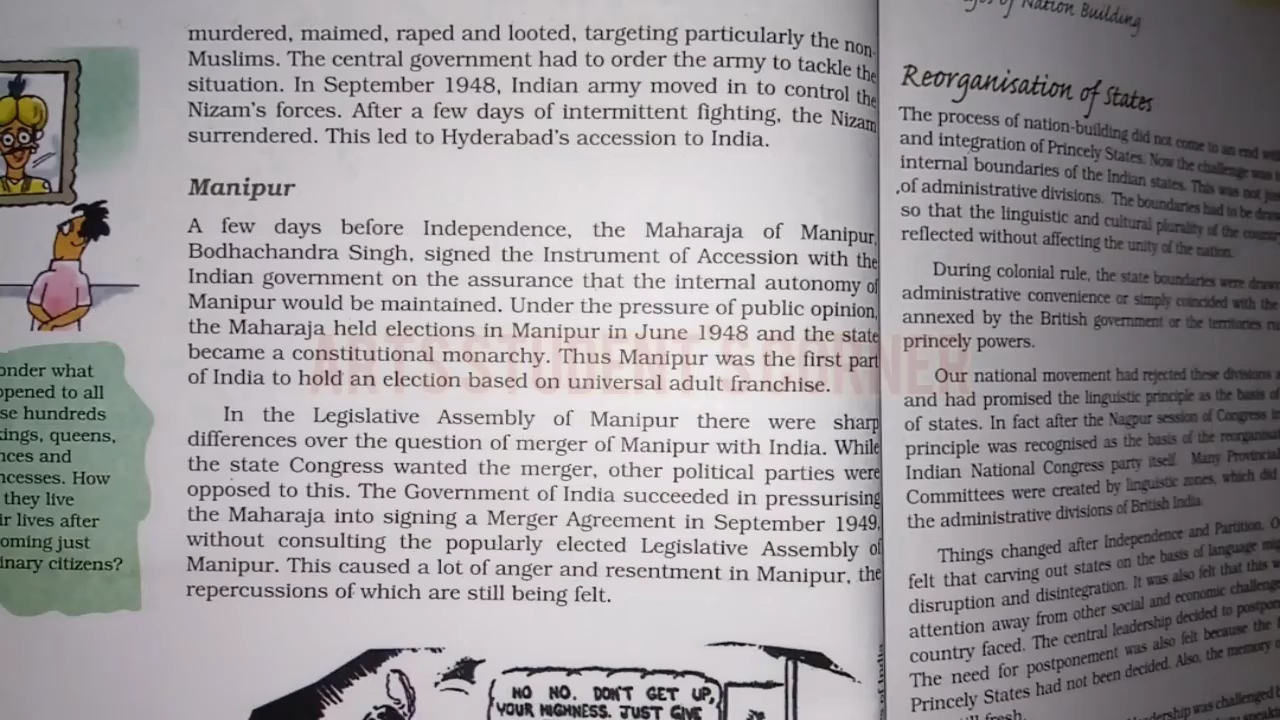 murdered, maimed, raped and looted, targeting particularly the non-
Muslims. The central government had to order the army to tackle the
situation. In September 1948, Indian army moved in to control the
Nizam's forces. After a few days of intermittent fighting, the Nizam
surrendered. This led to Hyderabad's accession to India.
Manipur
A few days before Independence, the Maharaja of Manipur,
Bodhachandra Singh, signed the Instrument of Accession with the
Indian government on the assurance that the internal autonomy of
Manipur would be maintained. Under the pressure of public opinion,
the Maharaja held elections in Manipur in June 1948 and the state
became a constitutional monarchy. Thus Manipur was the first part
of India to hold an election based on universal adult franchise.
In the Legislative Assembly of Manipur there were sharp
differences over the question of merger of Manipur with India. While
the state Congress wanted the merger, other political parties were
opposed to this. The Government of India succeeded in pressurising
the Maharaja into signing a Merger Agreement in September 1949,
without consulting the popularly elected Legislative Assembly of
Manipur. This caused a lot of anger and resentment in Manipur, the
repercussions of which are still being felt.
onder what
opened to all
se hundreds
ings, queens,
nces and
ncesses. How
they live
ir lives after
oming just
inary citizens?
NO NO. DON'T GET UP,
YOUR HIGHNESS. JUST GIVE
ARTS STUDENT'S CORNER
of Nation Building
Reorganisation of States
The process of nation-building did not come to an end
and integration of Princely States. Now the challenge was
internal boundaries of the Indian states. This was not
of administrative divisions. The boundaries had to be
so that the linguistic and cultural plurality of the
reflected without affecting the unity of the nation.
During colonial rule, the state boundaries were drawn
administrative convenience or simply coincided with the
annexed by the British government or the territories
princely powers.
Our national movement had rejected these divisions
and had promised the linguistic principle as the basis of
of states. In fact after the Nagpur session of Congress
principle was recognised as the basis of the
Indian National Congress party itself. Many Provincial
Committees were created by linguistic zones, which did
the administrative divisions of British India.
Things changed after Independence and Partition.
felt that carving out states on the basis of language
disruption and disintegration. It was also felt that this
attention away from other social and economic
country faced. The central leadership decided to
The need for postponement was also felt because the
Princely States had not been decided. Also, the memory
fresh.
was challenged
of India